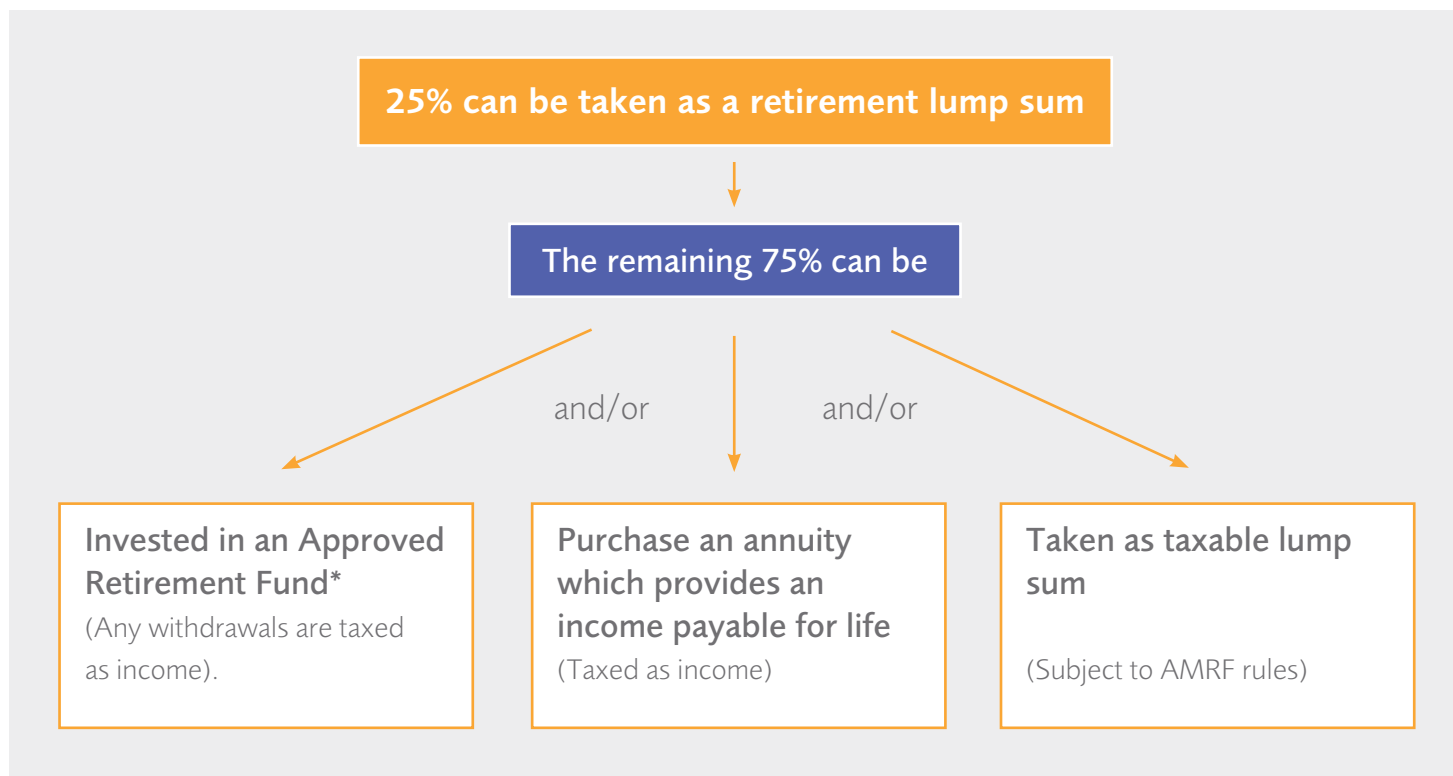 25% can be taken as a retirement lump sum
The remaining 75% can be
and/or
and/or
Invested in an Approved
Retirement Fund*
(Any withdrawals are taxed
as income).
Purchase an annuity
which provides an
income payable for life
(Taxed as income)
Taken as taxable lump
sum
(Subject to AMRF rules)